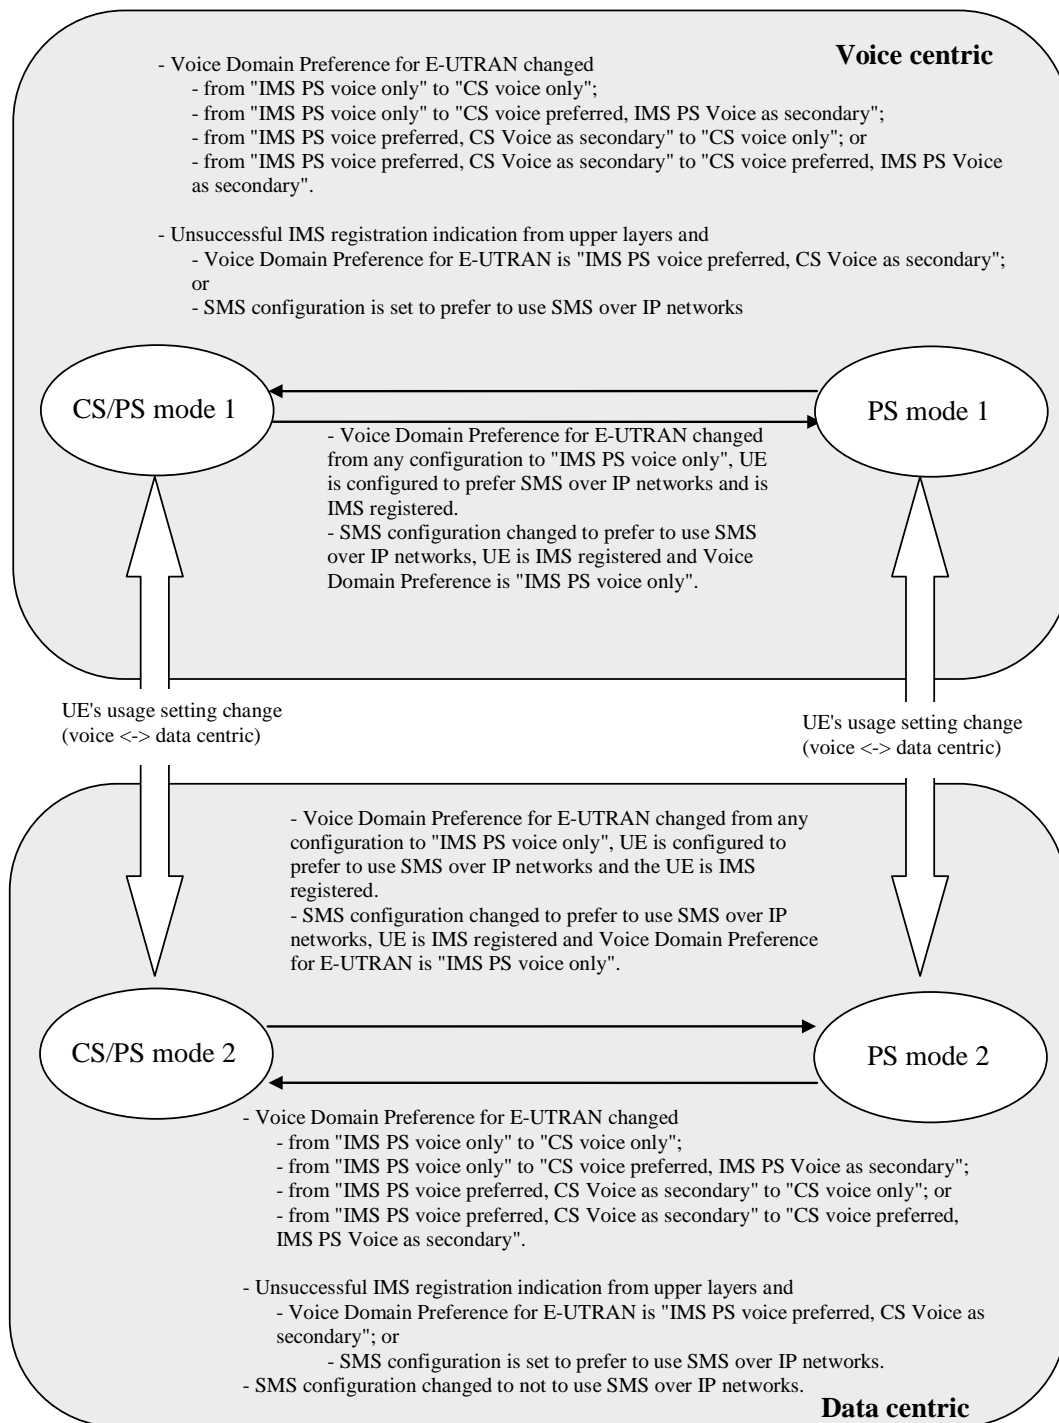 Voice centric
- Voice Domain Preference for E-UTRAN changed
- from "IMS PS voice only" to "CS voice only";
- from "IMS PS voice only" to "CS voice preferred, IMS PS Voice as secondary";
- from "IMS PS voice preferred, CS Voice as secondary" to "CS voice only"; or
- from "IMS PS voice preferred, CS Voice as secondary" to "CS voice preferred, IMS PS Voice
as secondary".
- Unsuccessful IMS registration indication from upper layers and
- Voice Domain Preference for E-UTRAN is "IMS PS voice preferred, CS Voice as secondary";
or
- SMS configuration is set to prefer to use SMS over IP networks
CS/PS mode 1
PS mode 1
- Voice Domain Preference for E-UTRAN changed
from any configuration to "IMS PS voice only", UE
is configured to prefer SMS over IP networks and is
IMS registered.
- SMS configuration changed to prefer to use SMS
over IP networks, UE is IMS registered and Voice
Domain Preference is "IMS PS voice only".
UE's usage setting change
(voice <-> data centric)
UE's usage setting change
(voice <-> data centric)
- Voice Domain Preference for E-UTRAN changed from any
configuration to "IMS PS voice only", UE is configured to
prefer to use SMS over IP networks and the UE is IMS
registered.
- SMS configuration changed to prefer to use SMS over IP
networks, UE is IMS registered and Voice Domain Preference
for E-UTRAN is "IMS PS voice only".
CS/PS mode 2
PS mode 2
- Voice Domain Preference for E-UTRAN changed
- from "IMS PS voice only" to "CS voice only";
- from "IMS PS voice only" to "CS voice preferred, IMS PS Voice as secondary";
- from "IMS PS voice preferred, CS Voice as secondary" to "CS voice only"; or
- from "IMS PS voice preferred, CS Voice as secondary" to "CS voice preferred,
IMS PS Voice as secondary".
- Unsuccessful IMS registration indication from upper layers and
- Voice Domain Preference for E-UTRAN is "IMS PS voice preferred, CS Voice as
secondary"; or
- SMS configuration is set to prefer to use SMS over IP networks.
- SMS configuration changed to not to use SMS over IP networks.
Data centric